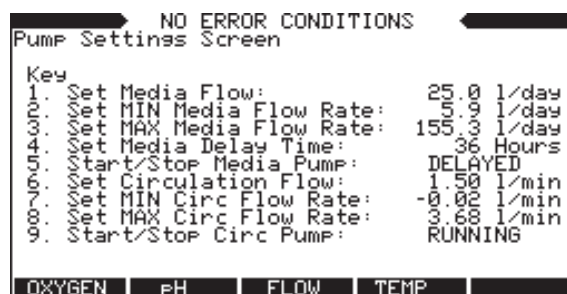 NO ERROR CONDITIONS
Pump Settings Screen
Key
1. Set Media Flow: 25.0 l/day
2. Set MIN Media Flow Rate: 5.9 l/day
3. Set MAX Media Flow Rate: 155.3 l/day
4. Set Media Delay Time: 36 Hours
5. Start/Stop Media Pump: DELAYED
6. Set Circulation Flow: 1.50 l/min
7. Set MIN Circ Flow Rate: -0.02 l/min
8. Set MAX Circ Flow Rate: 3.68 l/min
9. Start/Stop Circ Pump: RUNNING
OXYGEN pH FLOW TEMP